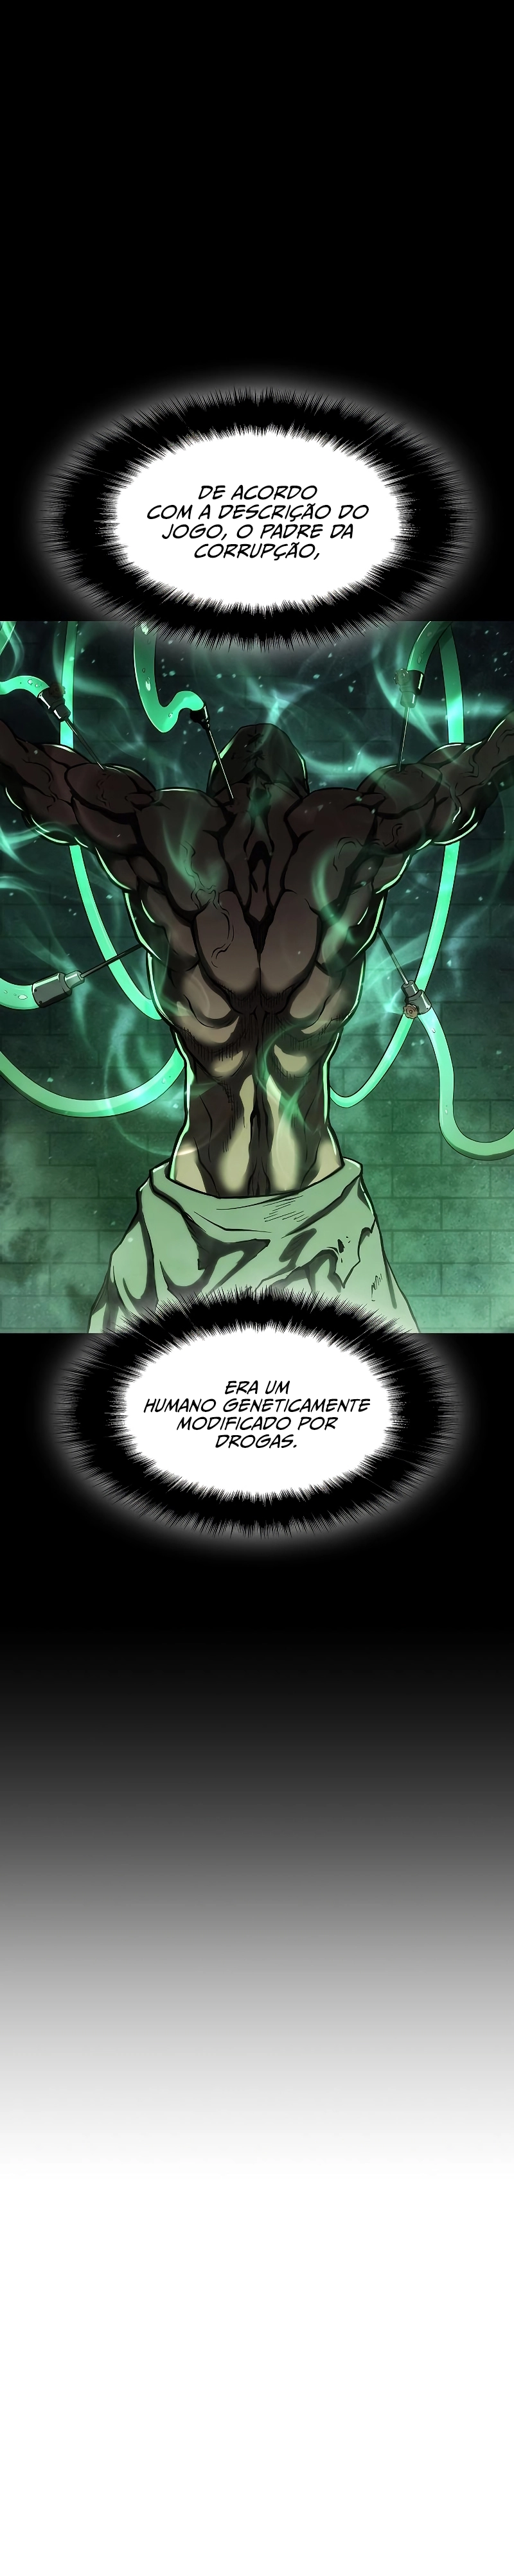 DE ACORDO
COM A DESCRIÇÃO DO
JOGO, O PADRE DA
CORRUPÇÃO,
ERA UM
HUMANO GENETICAMENTE
MODIFICADO POR
DROGAS.